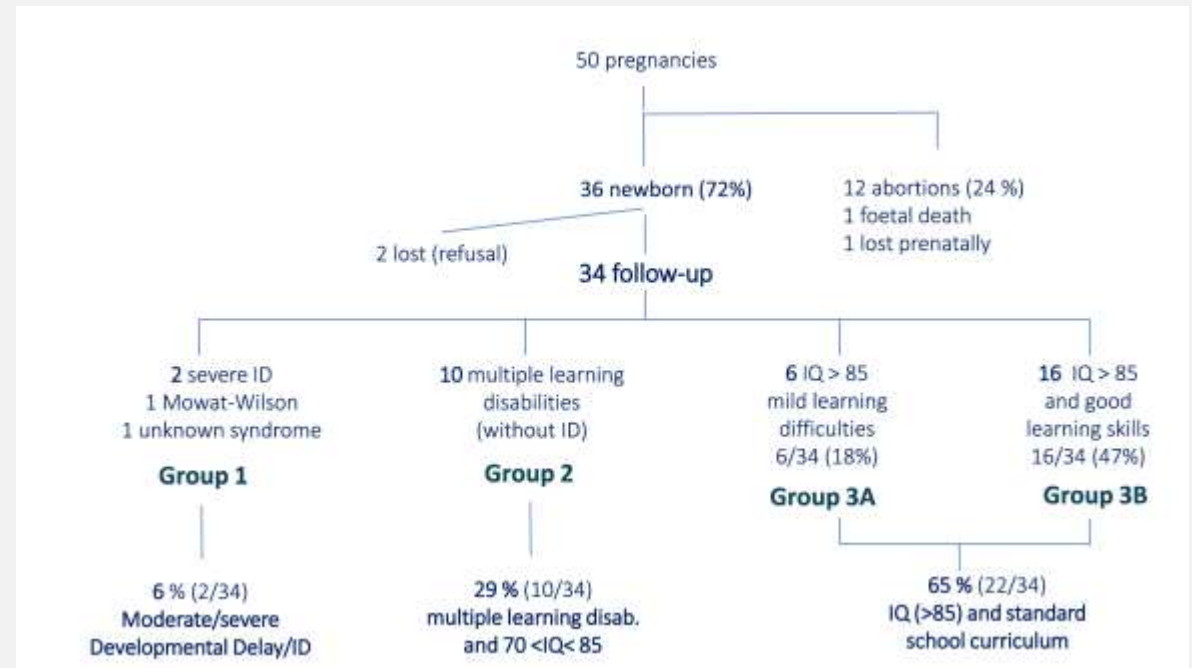 50 pregnancies
36 newborn (72%)
12 abortions (24 %)
1 foetal death
1 lost prenatally
2 lost (refusal)
34 follow-up
2 severe ID
1 Mowat-Wilson
1 unknown syndrome
Group 1
10 multiple learning
disabilities
(without ID)
Group 2
6 IQ > 85
mild learning
difficulties
6/34 (18%)
Group 3A
16 IQ > 85
and good
learning skills
16/34 (47%)
Group 3B
6 % (2/34)
Moderate/severe
Developmental Delay/ID
29 % (10/34)
multiple learning disab.
and 70 <IQ< 85
65 % (22/34)
IQ (>85) and standard
school curriculum